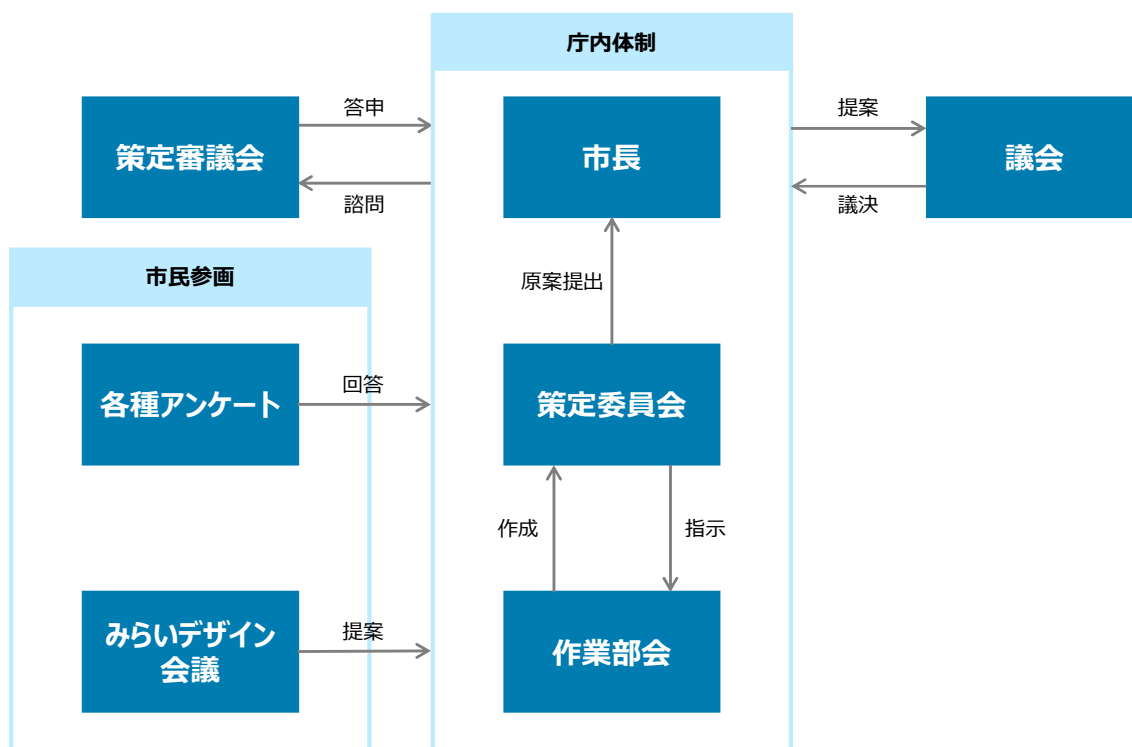 庁内体制
答申
策定審議会
諮問
市長
提案
議会
議決
市民参画
原案提出
各種アンケート
回答
策定委員会
作成
指示
みらいデザイン
会議
提案
作業部会